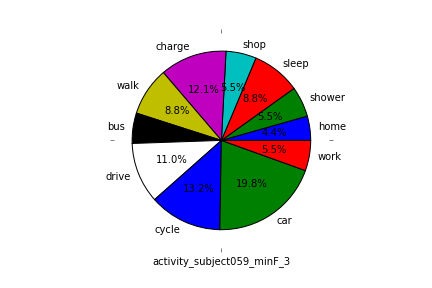 charge
shop
sleep
walk
shower
bus
home
drive
work
cycle
car
12.1%
5.5%
8.8%
8.8%
5.5%
4.4%
11.0%
5.5%
13.2%
19.8%
activity_subject059_minF_3